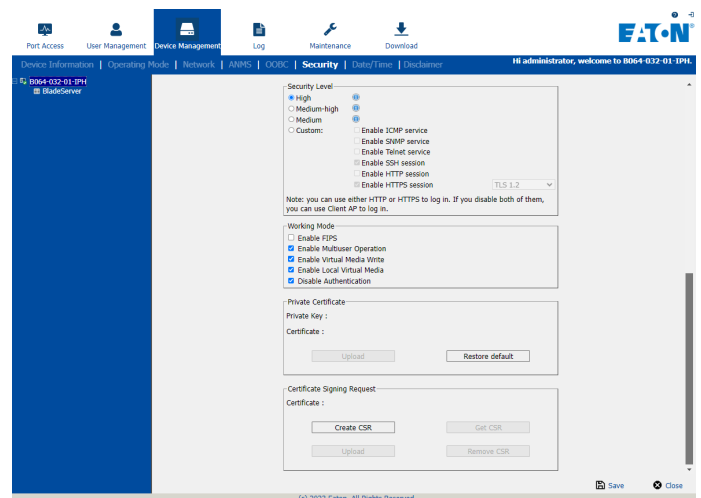 EATON®
Port Access User Management Device Management Log Maintenance Download
Device Information | Operating Mode | Network | ANMS | OOBC | Security | Date/Time | Disclaimer
Hi administrator, welcome to B064-032-01-IPH.
B064-032-01-IPH
BladeServer
Security Level
High
Medium-high
Medium
Custom: Enable ICMP service
Enable SNMP service
Enable Telnet service
Enable SSH session
Enable HTTP session
Enable HTTPS session TLS 1.2
Note: you can use either HTTP or HTTPS to log in. If you disable both of them,
you can use Client AP to log in.
Working Mode
Enable FIPS
Enable Multiuser Operation
Enable Virtual Media Write
Enable Local Virtual Media
Disable Authentication
Private Certificate
Private Key :
Certificate :
Upload Restore default
Certificate Signing Request
Certificate :
Create CSR Get CSR
Upload Remove CSR
Save Close
(c) 2022 Eaton. All Rights Reserved